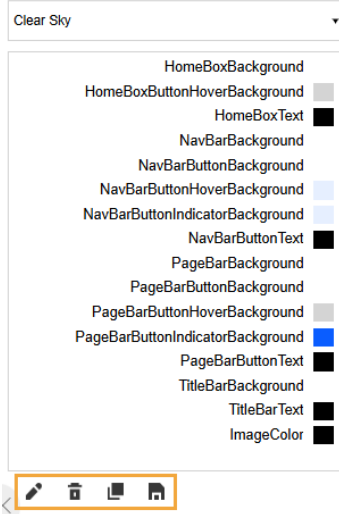 Clear Sky
HomeBoxBackground
HomeBoxButtonHoverBackground
HomeBoxText
NavBarBackground
NavBarButtonBackground
NavBarButtonHoverBackground
NavBarButtonIndicatorBackground
NavBarButtonText
PageBarBackground
PageBarButtonBackground
PageBarButtonHoverBackground
PageBarButtonIndicatorBackground
PageBarButtonText
TitleBarBackground
TitleBarText
ImageColor